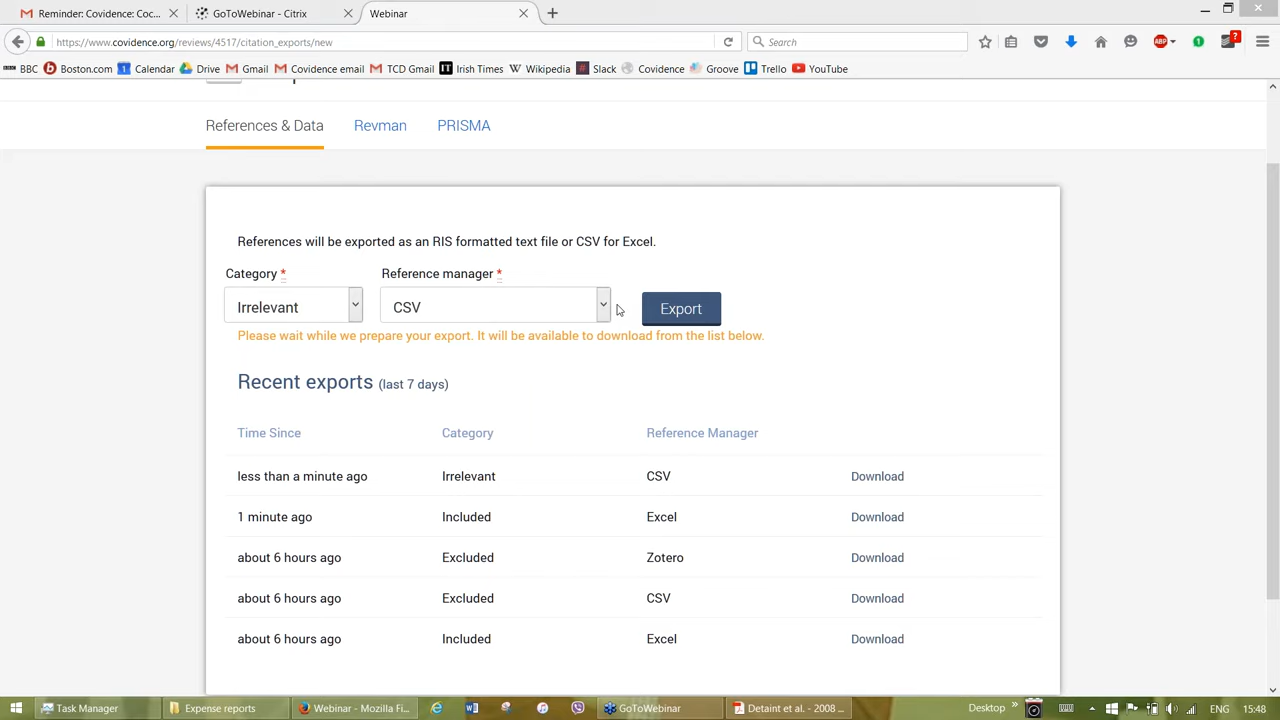 Reminder: Covidence: Coc...
GoToWebinar - Citrix
Webinar
https://www.covidence.org/reviews/4517/citation_exports/new
Search
ABP
1
?
BBC
Boston.com
1 Calendar
Drive
Gmail
Covidence email
TCD Gmail
IT Irish Times
W Wikipedia
Slack
Covidence
Groove
Trello
YouTube
References & Data
Revman
PRISMA
References will be exported as an RIS formatted text file or CSV for Excel.
Category * Reference manager *
Irrelevant CSV Export
Please wait while we prepare your export. It will be available to download from the list below.
Recent exports (last 7 days)
Time Since Category Reference Manager
less than a minute ago Irrelevant CSV Download
1 minute ago Included Excel Download
about 6 hours ago Excluded Zotero Download
about 6 hours ago Excluded CSV Download
about 6 hours ago Included Excel Download
Task Manager
Expense reports
Webinar - Mozilla Fi...
GoToWebinar
Detaint et al. - 2008 ...
Desktop »
ENG
15:48